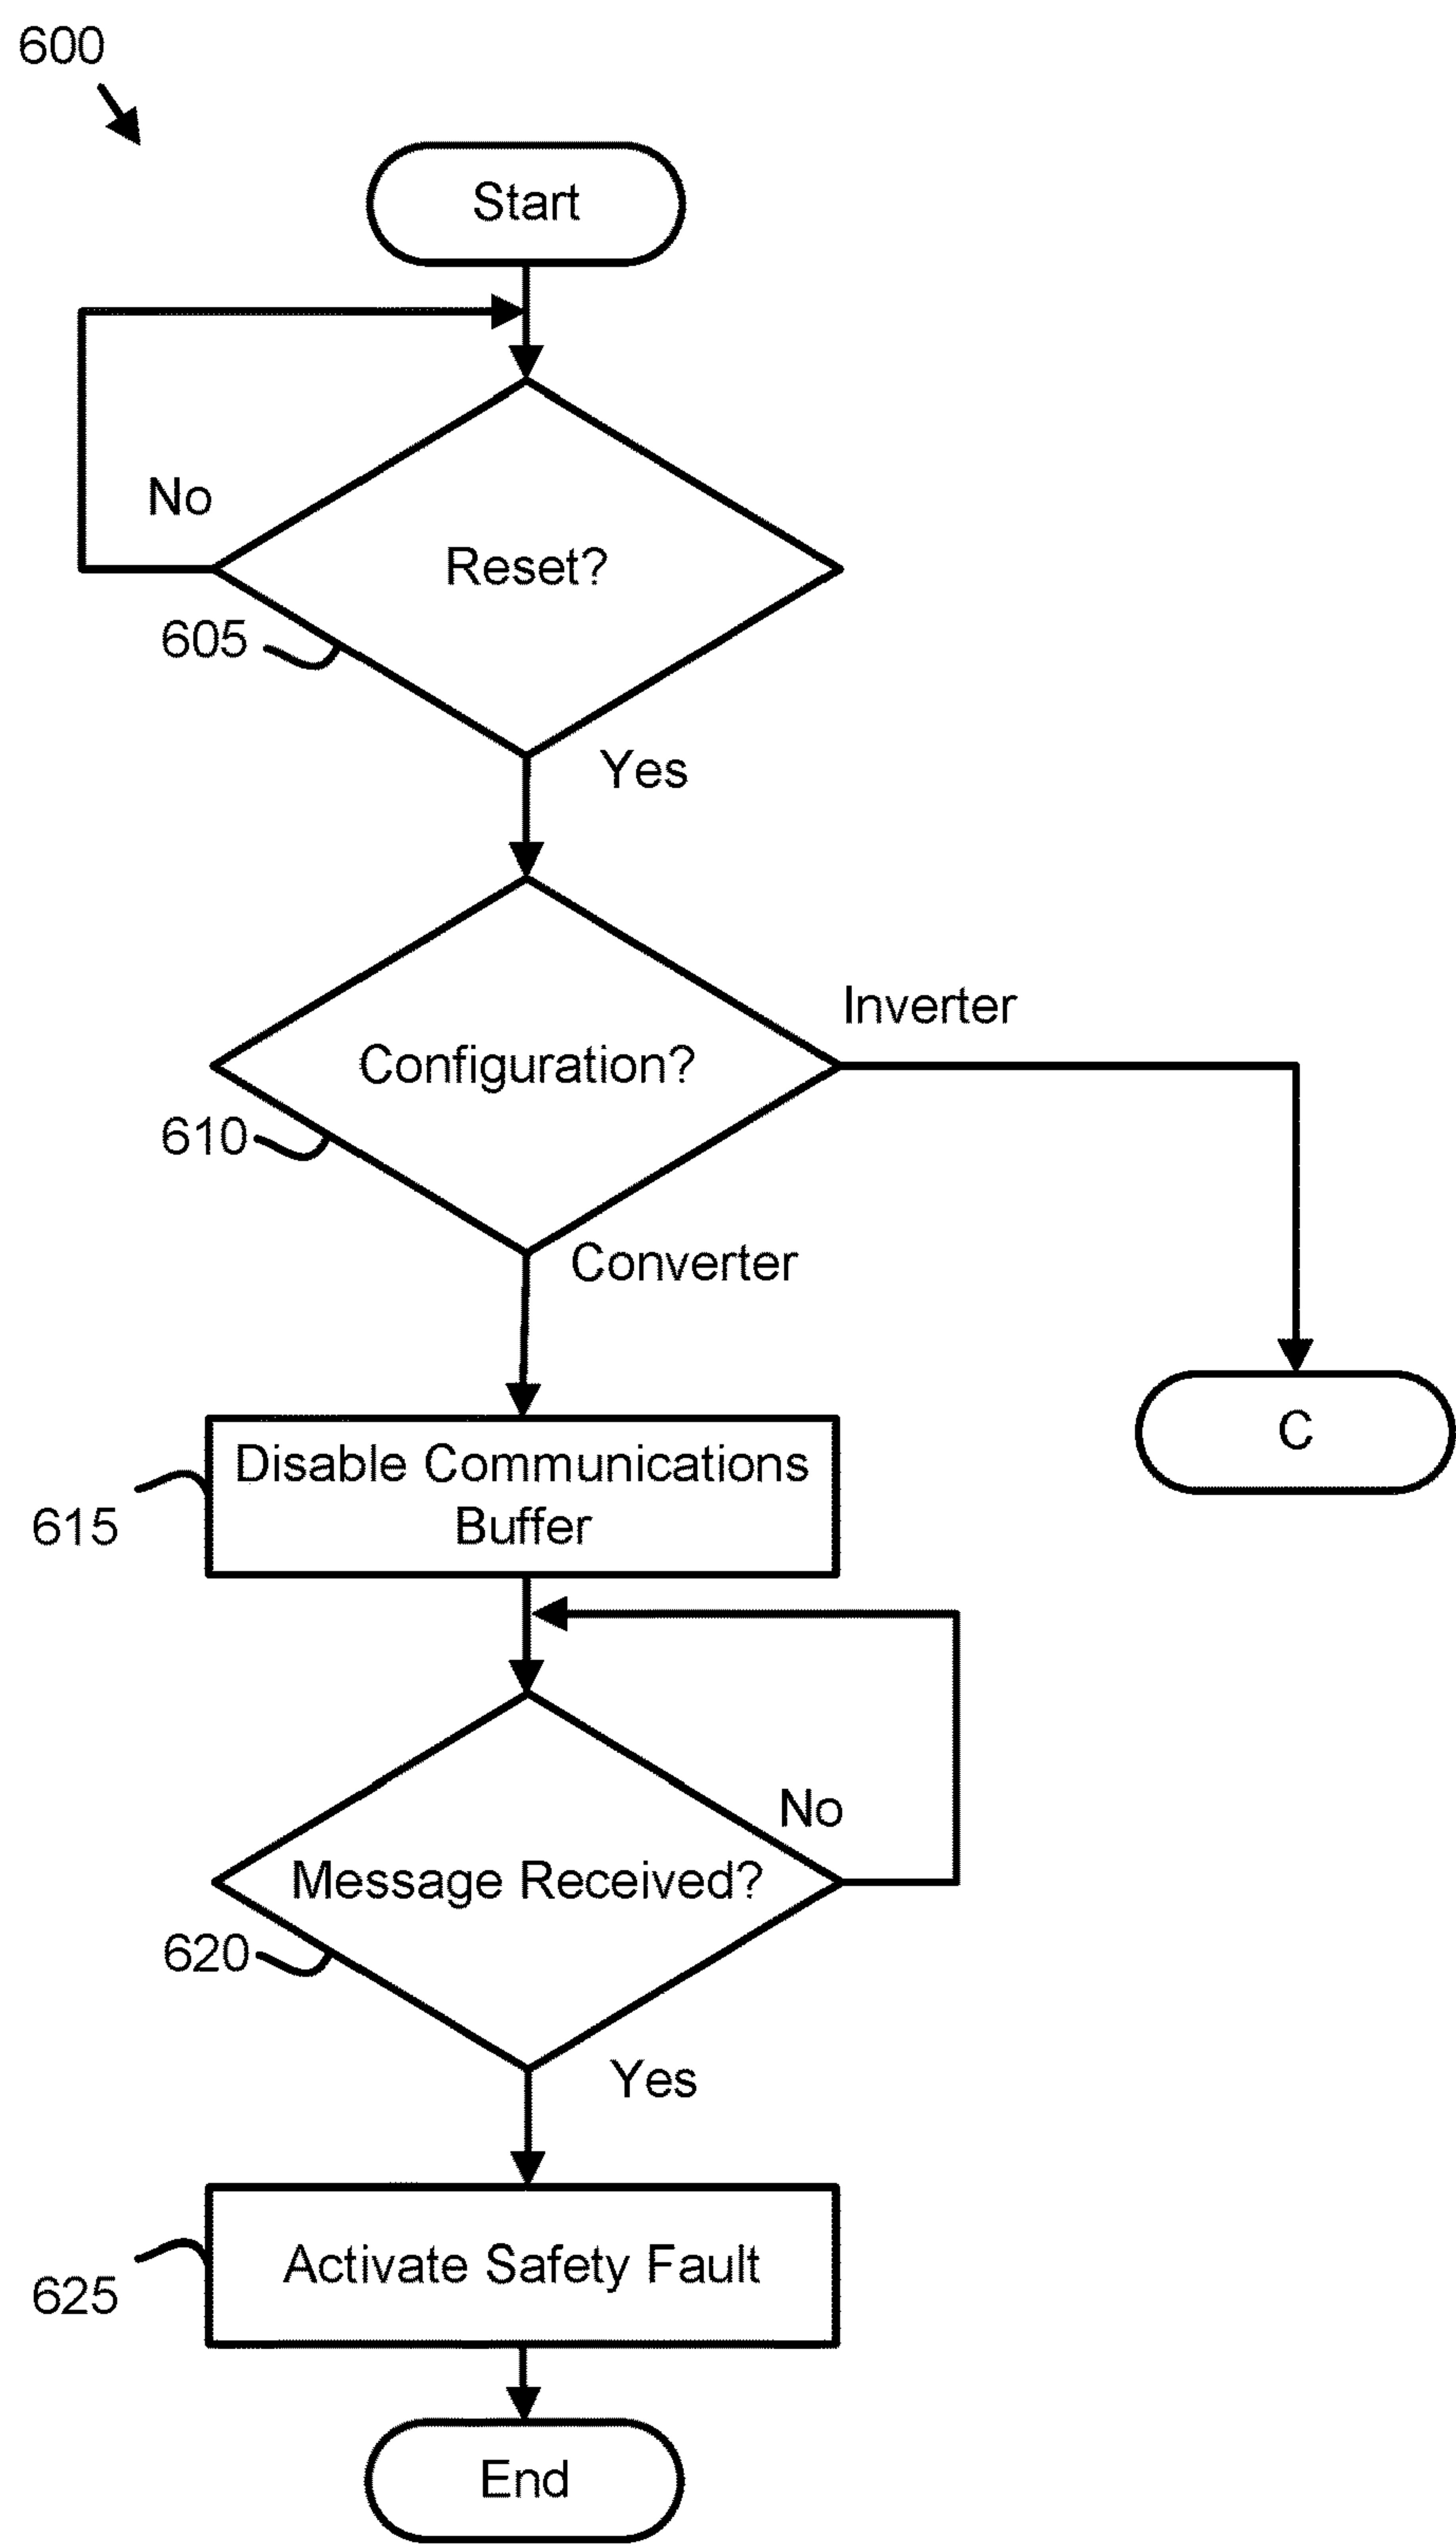 600
Start
No
Reset?
605
Yes
Inverter
Configuration?
610
Converter
C
Disable Communications
Buffer
615
No
Message Received?
620
Yes
Activate Safety Fault
625
End